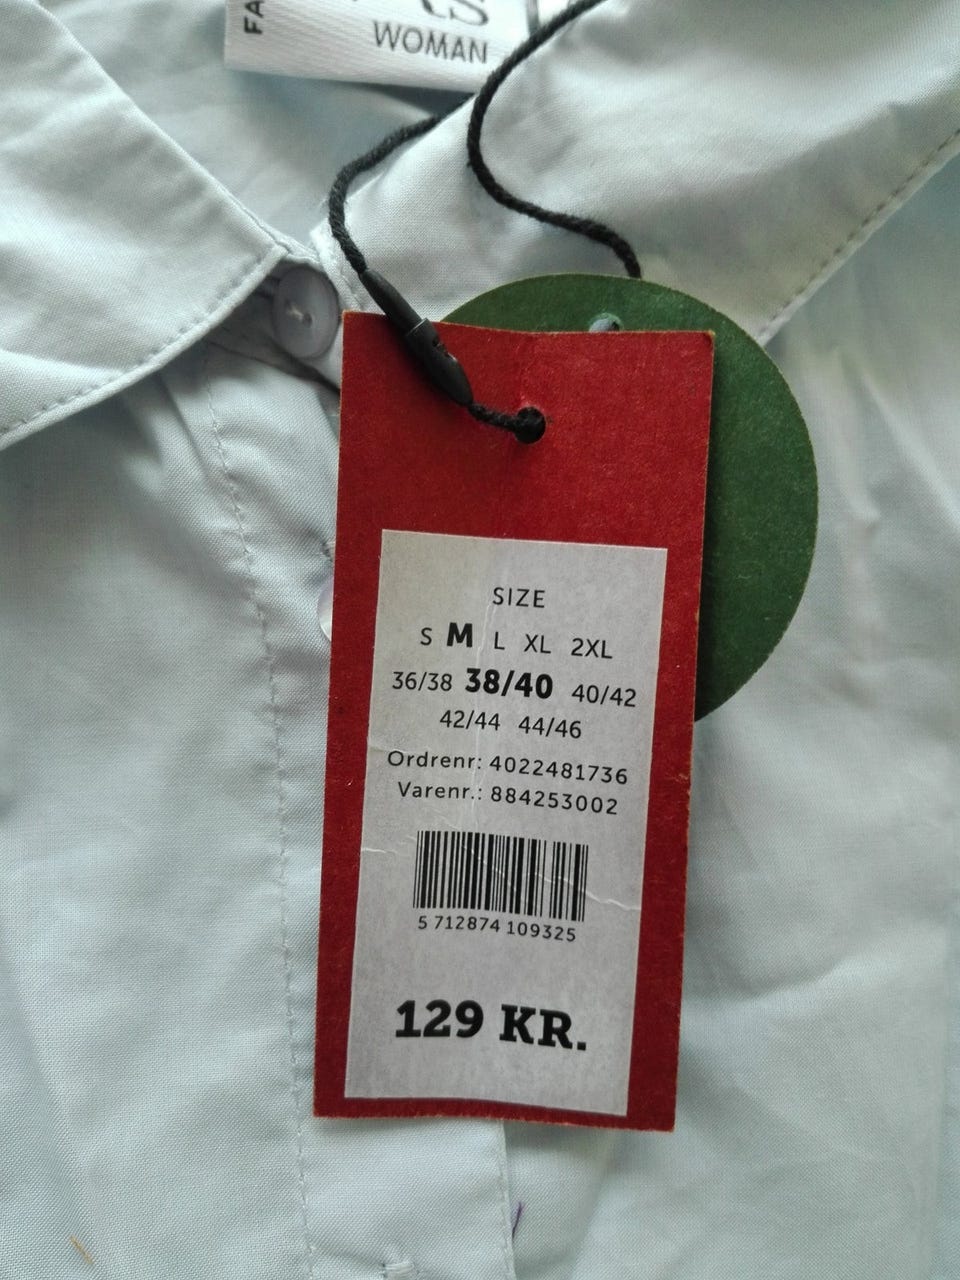 WOMAN
SIZE
S M L XL 2XL
36/38 38/40 40/42
42/44 44/46
Ordrenr: 4022481736
Varenr.: 884253002
5 712874 109325
129 KR.